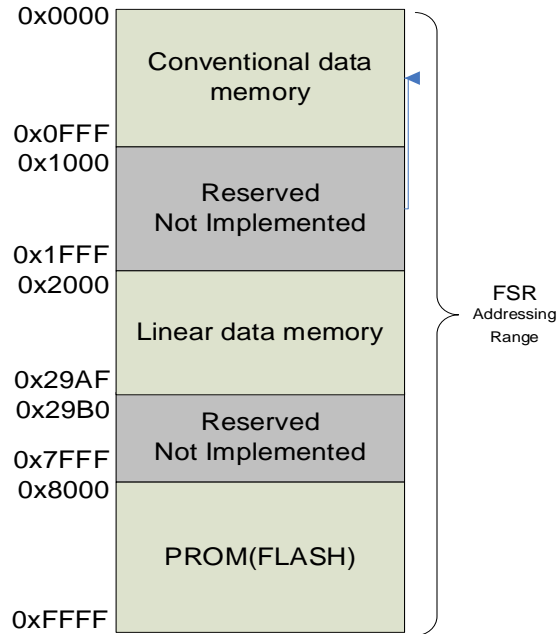 0x0000
Conventional data
memory
0x0FFF
0x1000
Reserved
Not Implemented
0x1FFF
0x2000
Linear data memory
0x29AF
0x29B0
Reserved
Not Implemented
0x7FFF
0x8000
PROM(FLASH)
0xFFFF
FSR
Addressing
Range